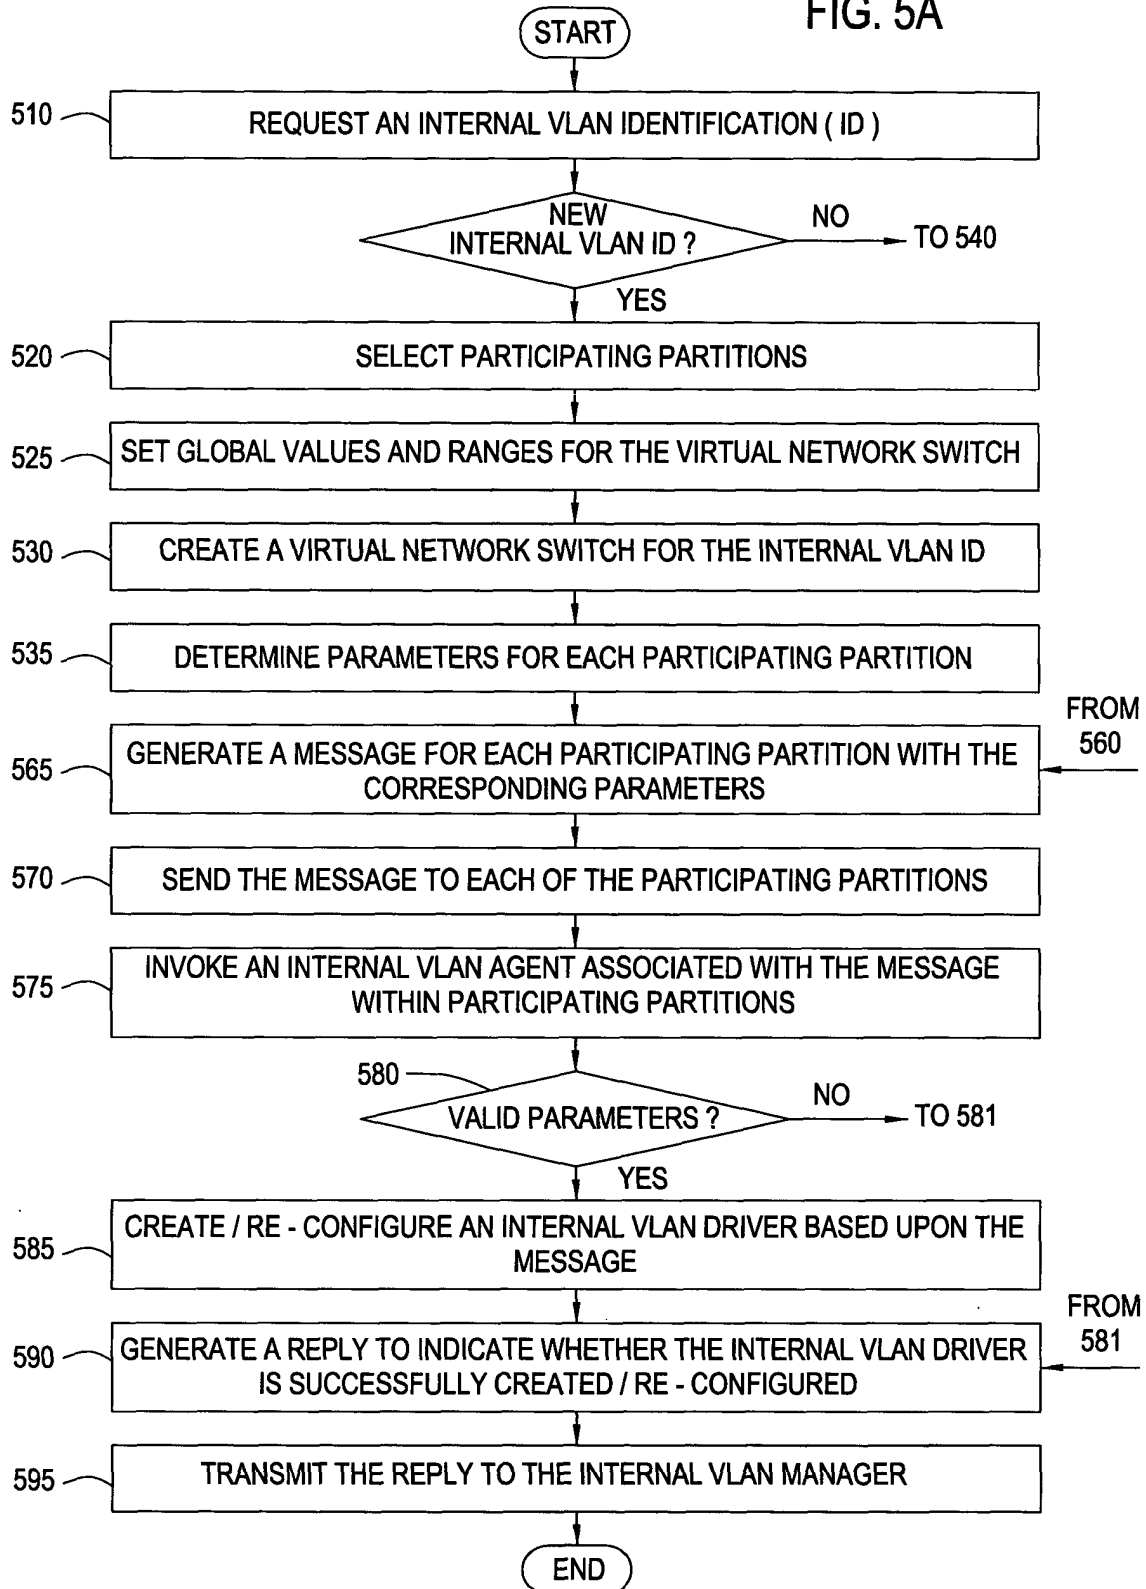 FIG. 5A
START
510
REQUEST AN INTERNAL VLAN IDENTIFICATION ( ID )
NEW
INTERNAL VLAN ID ?
NO
TO 540
YES
520
SELECT PARTICIPATING PARTITIONS
525
SET GLOBAL VALUES AND RANGES FOR THE VIRTUAL NETWORK SWITCH
530
CREATE A VIRTUAL NETWORK SWITCH FOR THE INTERNAL VLAN ID
535
DETERMINE PARAMETERS FOR EACH PARTICIPATING PARTITION
FROM
560
565
GENERATE A MESSAGE FOR EACH PARTICIPATING PARTITION WITH THE
CORRESPONDING PARAMETERS
570
SEND THE MESSAGE TO EACH OF THE PARTICIPATING PARTITIONS
575
INVOKE AN INTERNAL VLAN AGENT ASSOCIATED WITH THE MESSAGE
WITHIN PARTICIPATING PARTITIONS
580
VALID PARAMETERS ?
NO
TO 581
YES
585
CREATE / RE - CONFIGURE AN INTERNAL VLAN DRIVER BASED UPON THE
MESSAGE
FROM
581
590
GENERATE A REPLY TO INDICATE WHETHER THE INTERNAL VLAN DRIVER
IS SUCCESSFULLY CREATED / RE - CONFIGURED
595
TRANSMIT THE REPLY TO THE INTERNAL VLAN MANAGER
END